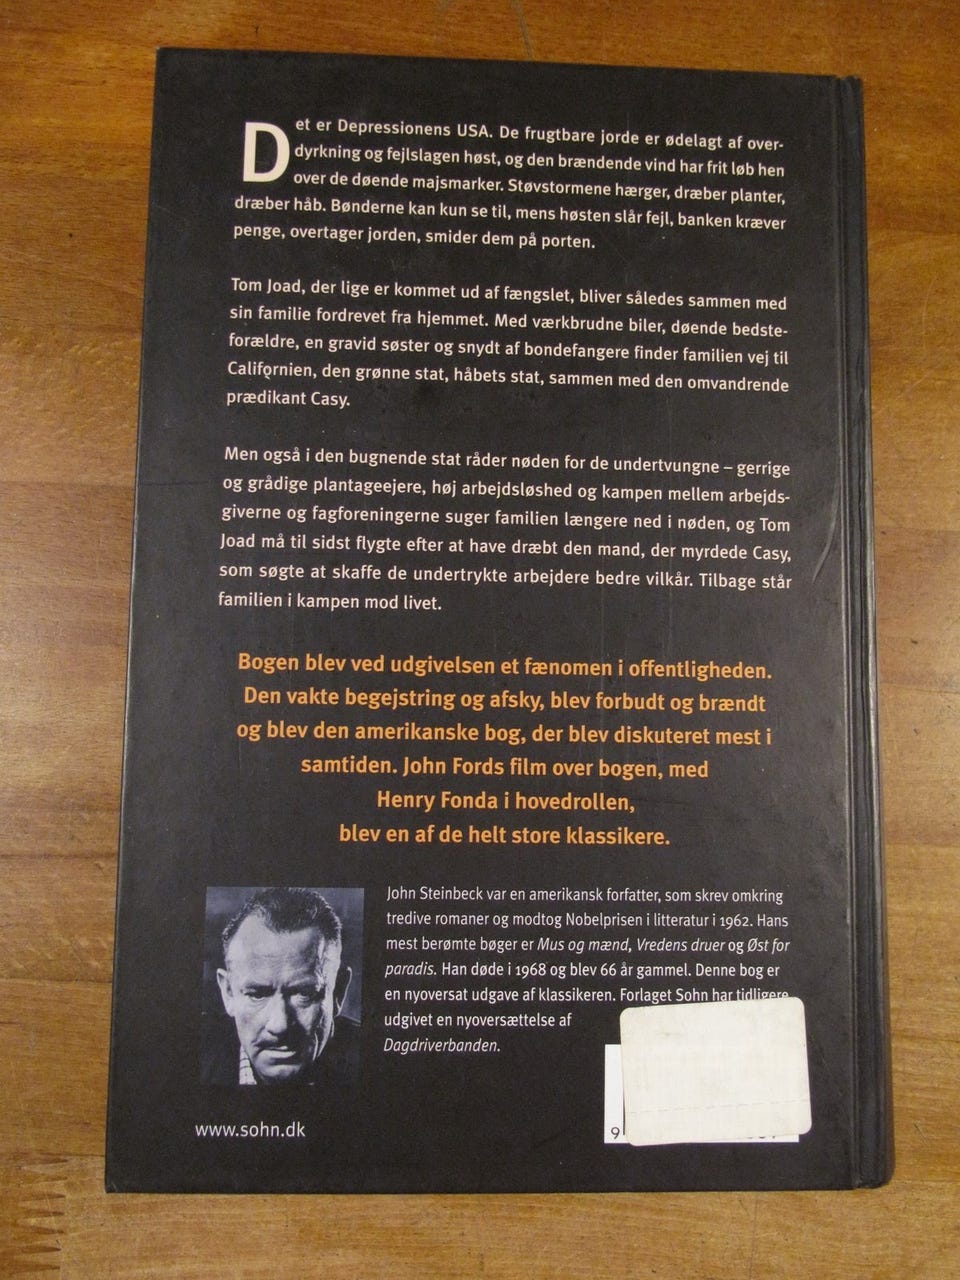 Det er Depressionens USA. De frugtbare jorde er ødelagt af over-
dyrkning og fejlslagen høst, og den brændende vind har frit løb hen
over de døende majsmarker. Støvstormene hærger, dræber planter,
dræber håb. Bønderne kan kun se til, mens høsten slår fejl, banken kræver
penge, overtager jorden, smider dem på porten.
Tom Joad, der lige er kommet ud af fængslet, bliver således sammen med
sin familie fordrevet fra hjemmet. Med værkbrudne biler, døende bedste-
forældre, en gravid søster og snydt af bondefangere finder familien vej til
Californien, den grønne stat, håbets stat, sammen med den omvandrende
prædikant Casy.
Men også i den bugnende stat råder nøden for de undertvungne – gerrige
og grådige plantageejere, høj arbejdsløshed og kampen mellem arbejds-
giverne og fagforeningerne suger familien længere ned i nøden, og Tom
Joad må til sidst flygte efter at have dræbt den mand, der myrdede Casy,
som søgte at skaffe de undertrykte arbejdere bedre vilkår. Tilbage står
familien i kampen mod livet.
Bogen blev ved udgivelsen et fænomen i offentligheden.
Den vakte begejstring og afsky, blev forbudt og brændt
og blev den amerikanske bog, der blev diskuteret mest i
samtiden. John Fords film over bogen, med
Henry Fonda i hovedrollen,
blev en af de helt store klassikere.
John Steinbeck var en amerikansk forfatter, som skrev omkring
tredive romaner og modtog Nobelprisen i litteratur i 1962. Hans
mest berømte bøger er Mus og mænd, Vredens druer og Øst for
paradis. Han døde i 1968 og blev 66 år gammel. Denne bog er
en nyoversat udgave af klassikeren. Forlaget Sohn har tidligere
udgivet en nyoversættelse af
Dagdriverbanden.
www.sohn.dk
9